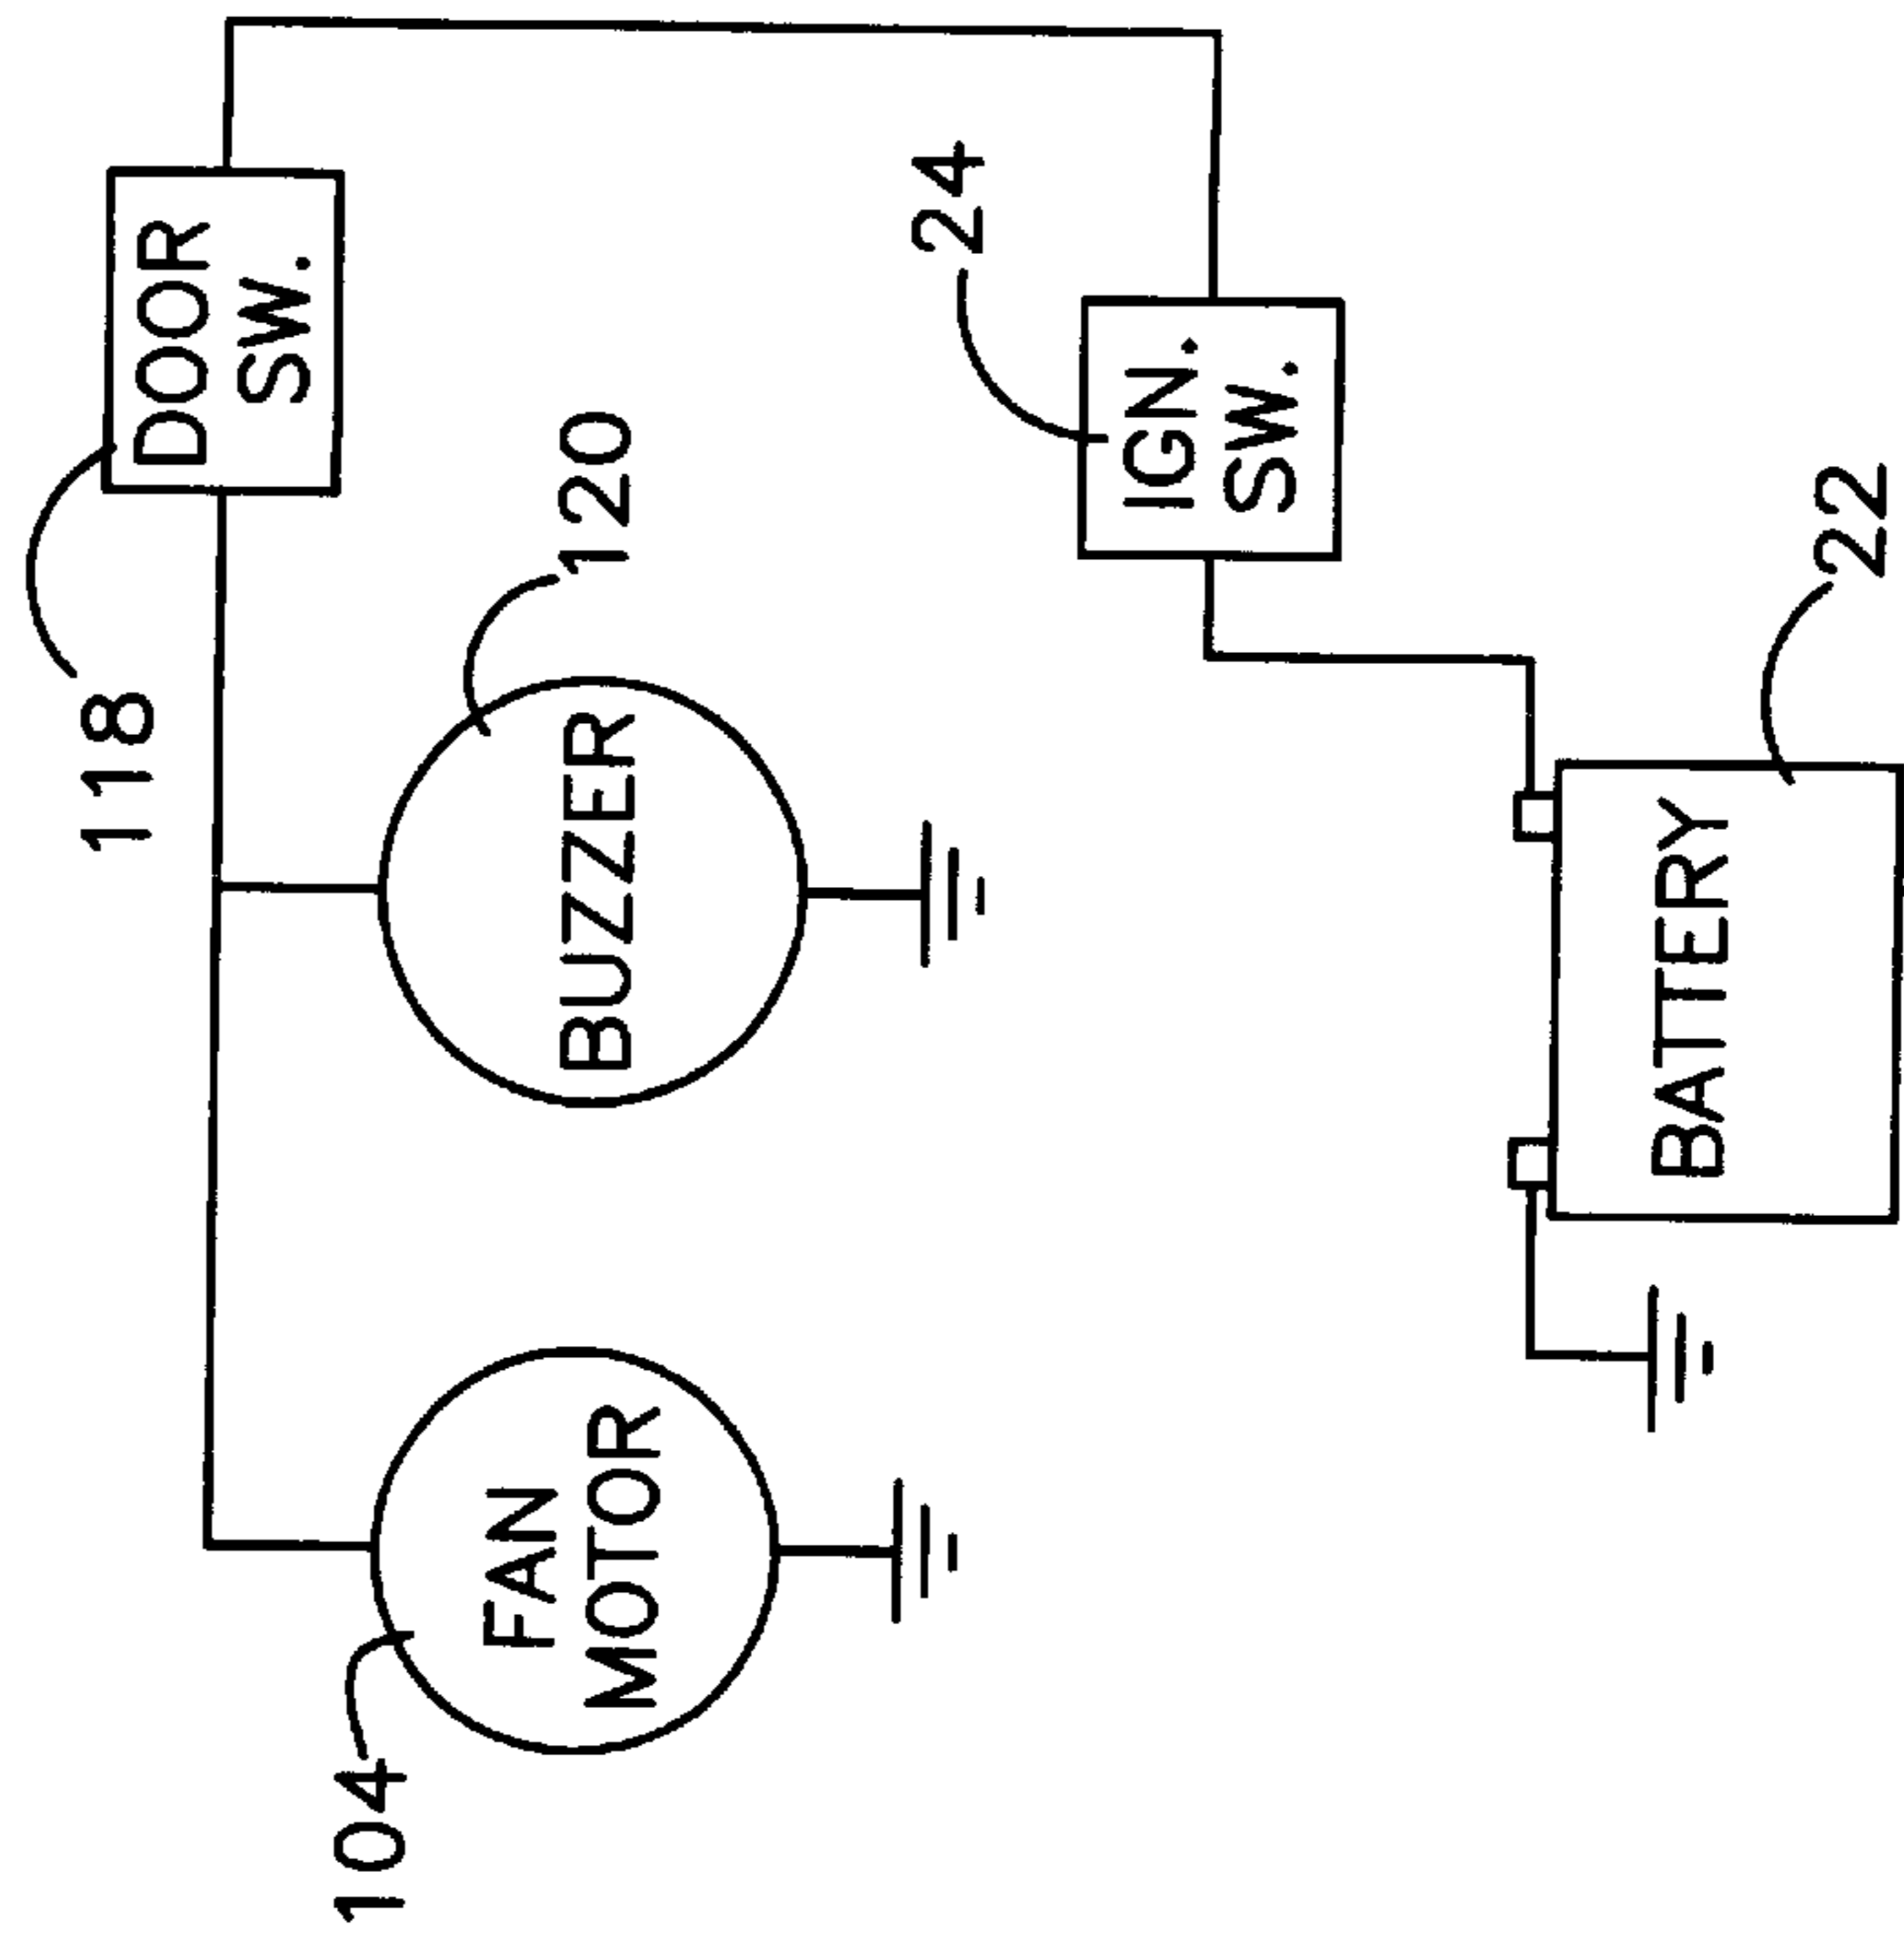 118
DOOR
SW.
104
FAN
MOTOR
BUZZER
120
24
IGN.
SW.
BATTERY
22